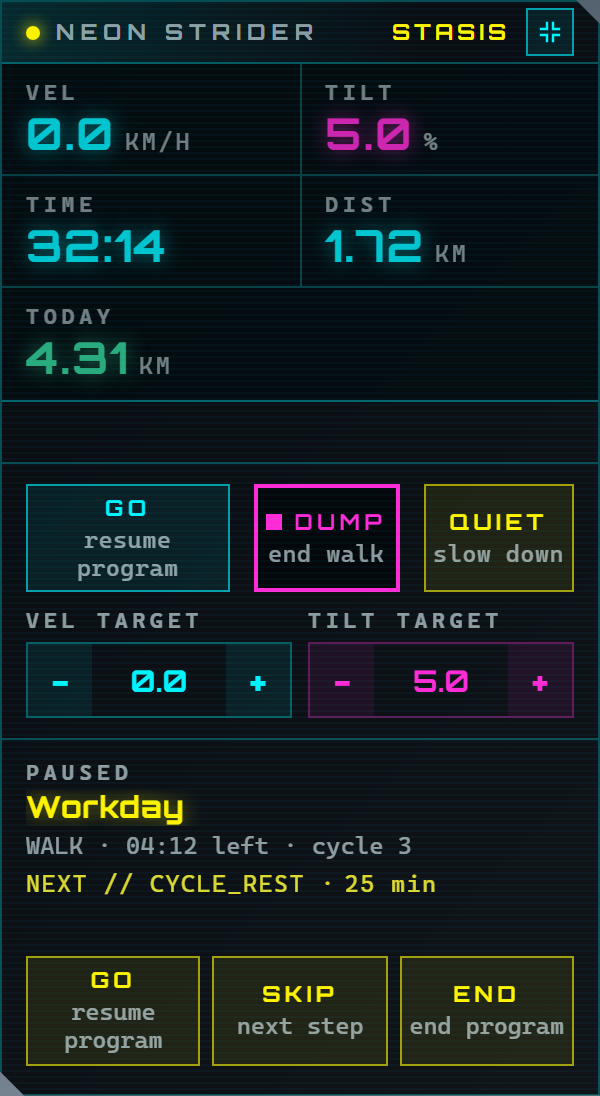 NEON STRIDER STASIS
VEL TILT
0.0 KM/H 5.0 %
TIME DIST
32:14 1.72 KM
TODAY
4.31 KM
GO DUMP QUIET
resume program end walk slow down
VEL TARGET TILT TARGET
- 0.0 + - 5.0 +
PAUSED
Workday
WALK · 04:12 left · cycle 3
NEXT // CYCLE_REST · 25 min
GO SKIP END
resume program next step end program